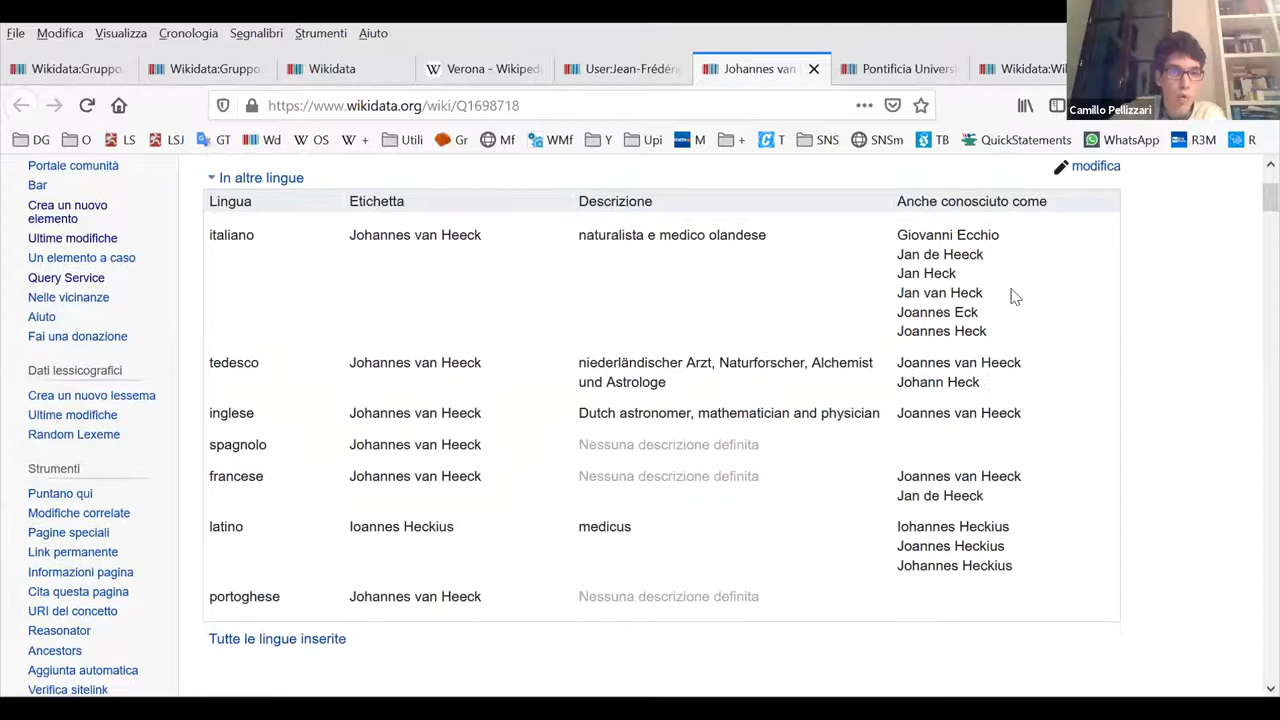 File Modifica Visualizza Cronologia Segnalibri Strumenti Aiuto
Wikidata:Gruppo Wikidata:Gruppo Wikidata Verona - Wikiped User:Jean-Frédéri Johannes van Pontificia Univers Wikidata:Wi
Camillo Pellizzari
https://www.wikidata.org/wiki/Q1698718
DG O LS LSJ GT Wd OS + Utili Gr Mf WMf Y Upi M + T SNS SNSm TB QuickStatements WhatsApp R3M R
Portale comunità
Bar
Crea un nuovo
elemento
Ultime modifiche
Un elemento a caso
Query Service
Nelle vicinanze
Aiuto
Fai una donazione
Dati lessicografici
Crea un nuovo lessema
Ultime modifiche
Random Lexeme
Strumenti
Puntano qui
Modifiche correlate
Pagine speciali
Link permanente
Informazioni pagina
Cita questa pagina
URI del concetto
Reasonator
Ancestors
Aggiunta automatica
Verifica sitelink
modifica
In altre lingue
Lingua Etichetta Descrizione Anche conosciuto come
italiano Johannes van Heeck naturalista e medico olandese Giovanni Ecchio
Jan de Heeck
Jan Heck
Jan van Heck
Joannes Eck
Joannes Heck
tedesco Johannes van Heeck niederländischer Arzt, Naturforscher, Alchemist Joannes van Heeck
und Astrologe Johann Heck
inglese Johannes van Heeck Dutch astronomer, mathematician and physician Joannes van Heeck
spagnolo Johannes van Heeck Nessuna descrizione definita
francese Johannes van Heeck Nessuna descrizione definita Joannes van Heeck
Jan de Heeck
latino Ioannes Heckius medicus Iohannes Heckius
Joannes Heckius
Johannes Heckius
portoghese Johannes van Heeck Nessuna descrizione definita
Tutte le lingue inserite